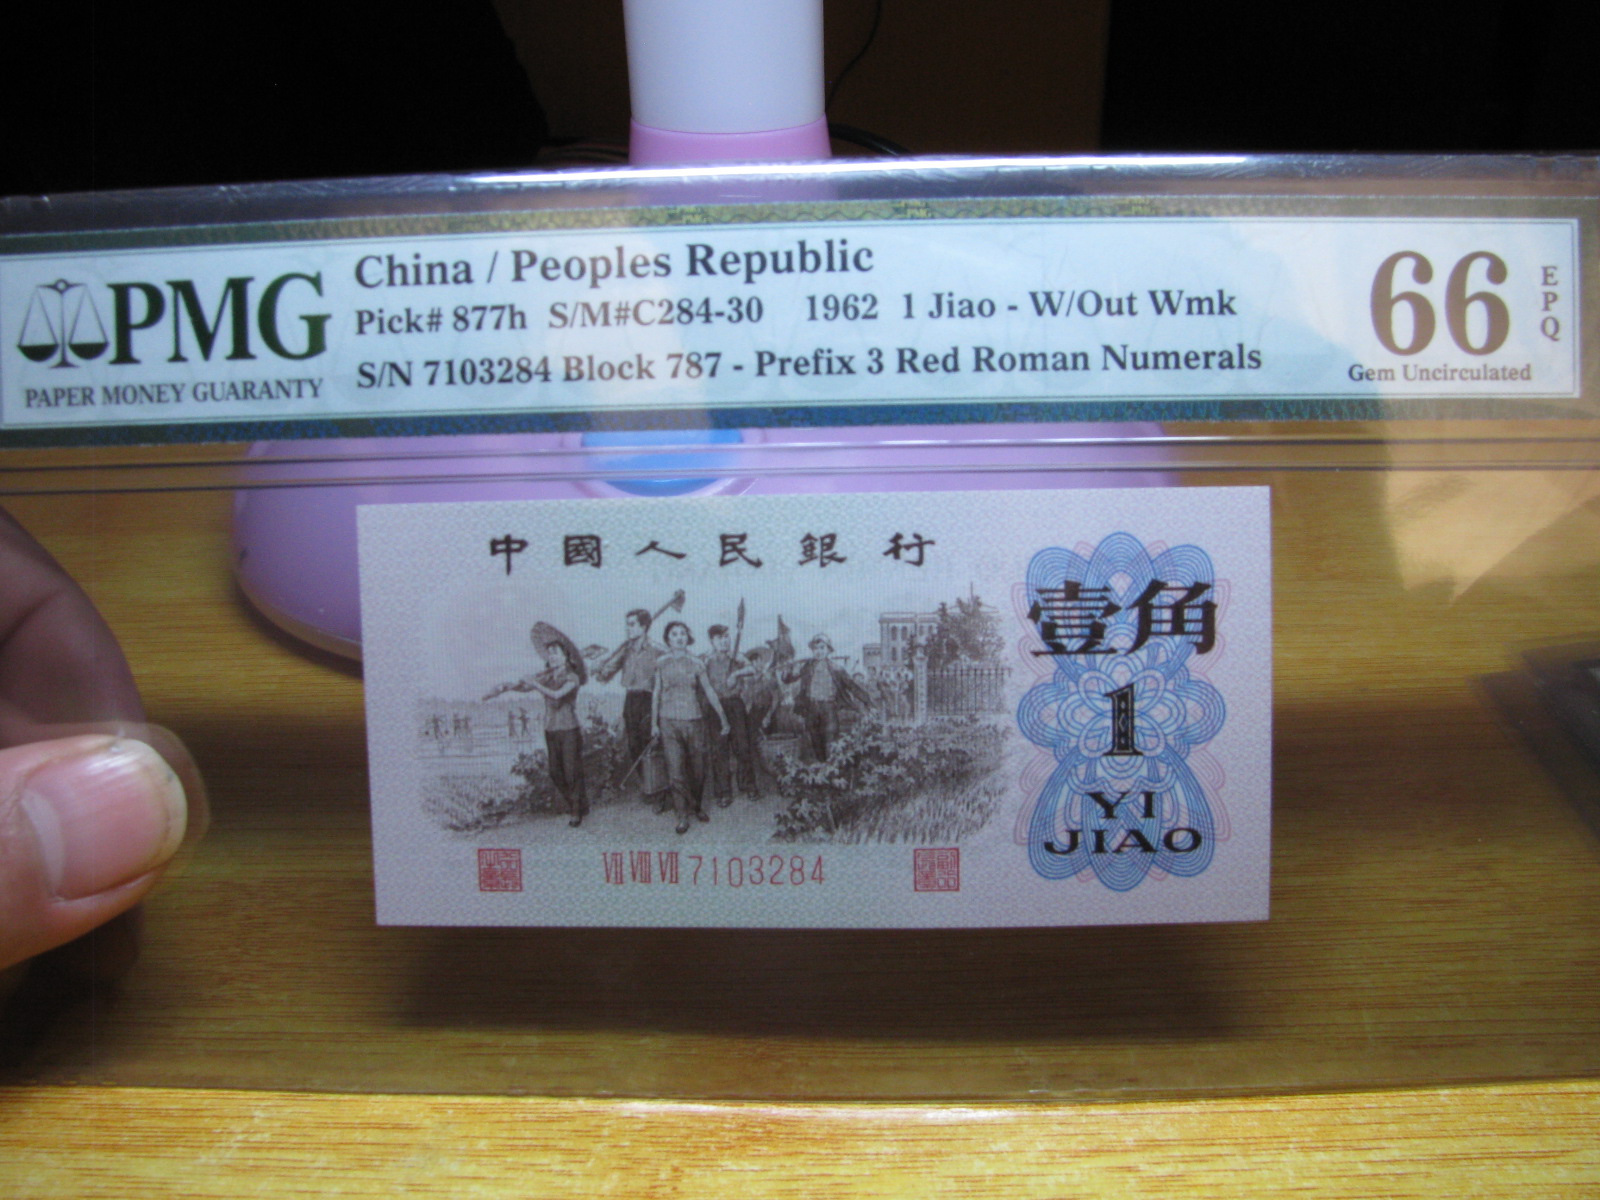 PMG
PAPER MONEY GUARANTY
China / Peoples Republic
Pick# 877h S/M#C284-30 1962 1 Jiao - W/Out Wmk
S/N 7103284 Block 787 - Prefix 3 Red Roman Numerals
66
EPQ
Gem Uncirculated
中國人民銀行
壹角
1
YI
JIAO
VII VIII VII 7103284